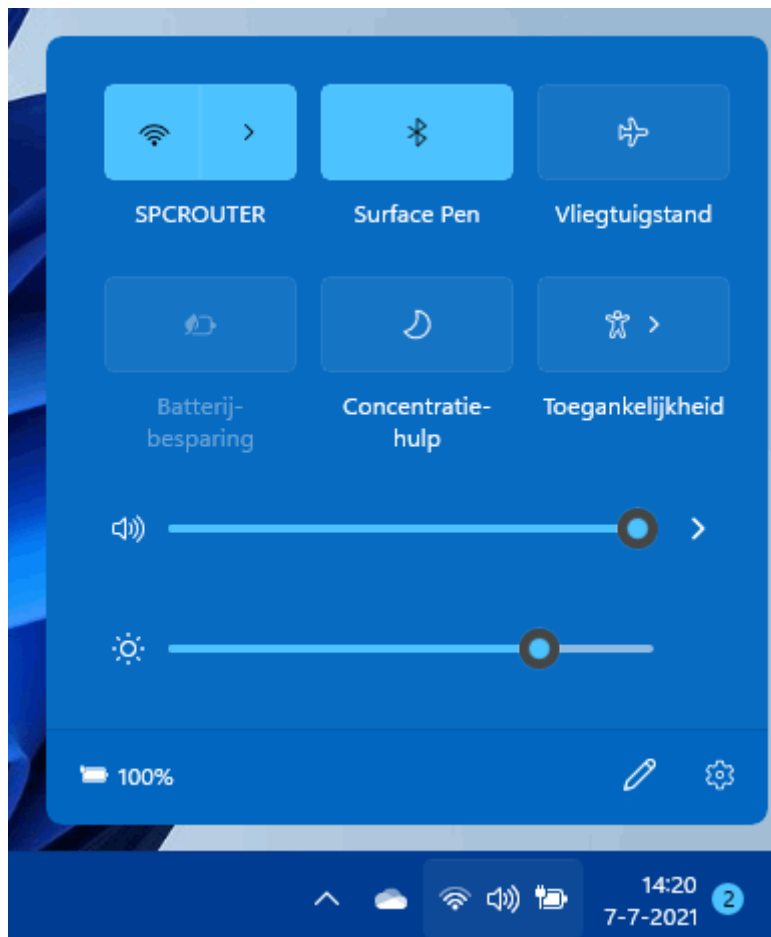 SPCROUTER
Surface Pen
Vliegtuigstand
Batterij-
besparing
Concentratie-
hulp
Toegankelijkheid
100%
14:20
7-7-2021
2